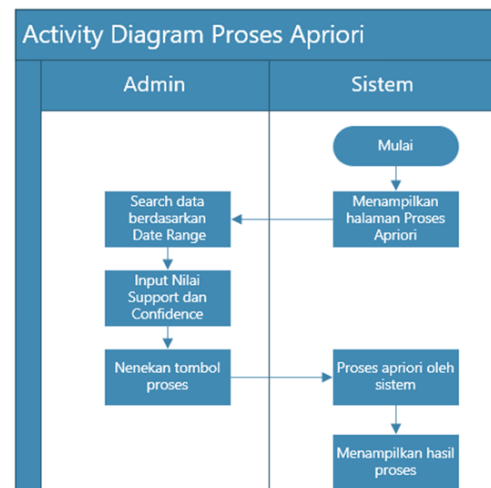 Activity Diagram Proses Apriori
Admin
Sistem
Mulai
Menampilkan
halaman Proses
Apriori
Search data
berdasarkan
Date Range
Input Nilai
Support dan
Confidence
Nenekan tombol
proses
Proses apriori oleh
sistem
Menampilkan hasil
proses